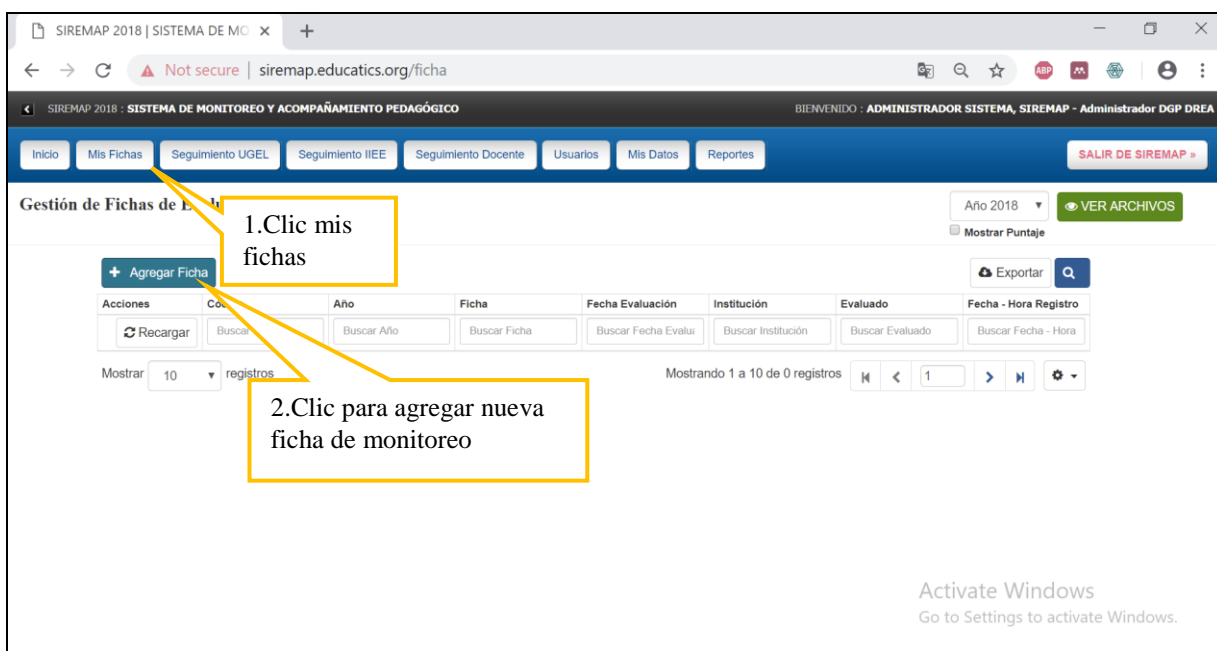 SIREMAP 2018 | SISTEMA DE MO
Not secure | siremap.educatics.org/ficha
ABP
SIREMAP 2018 : SISTEMA DE MONITOREO Y ACOMPAÑAMIENTO PEDAGÓGICO BIENVENIDO : ADMINISTRADOR SISTEMA, SIREMAP - Administrador DGP DREA
Inicio Mis Fichas Seguimiento UGEL Seguimiento IIEE Seguimiento Docente Usuarios Mis Datos Reportes SALIR DE SIREMAP »
Gestión de Fichas de Año 2018 VER ARCHIVOS
Mostrar Puntaje
1.Clic mis
fichas
Agregar Ficha Exportar
Acciones Año Ficha Fecha Evaluación Institución Evaluado Fecha - Hora Registro
Recargar Buscar Buscar Año Buscar Ficha Buscar Fecha Evalua Buscar Institución Buscar Evaluado Buscar Fecha - Hora
Mostrar 10 registros Mostrando 1 a 10 de 0 registros 1
2.Clic para agregar nueva
ficha de monitoreo
Activate Windows
Go to Settings to activate Windows.